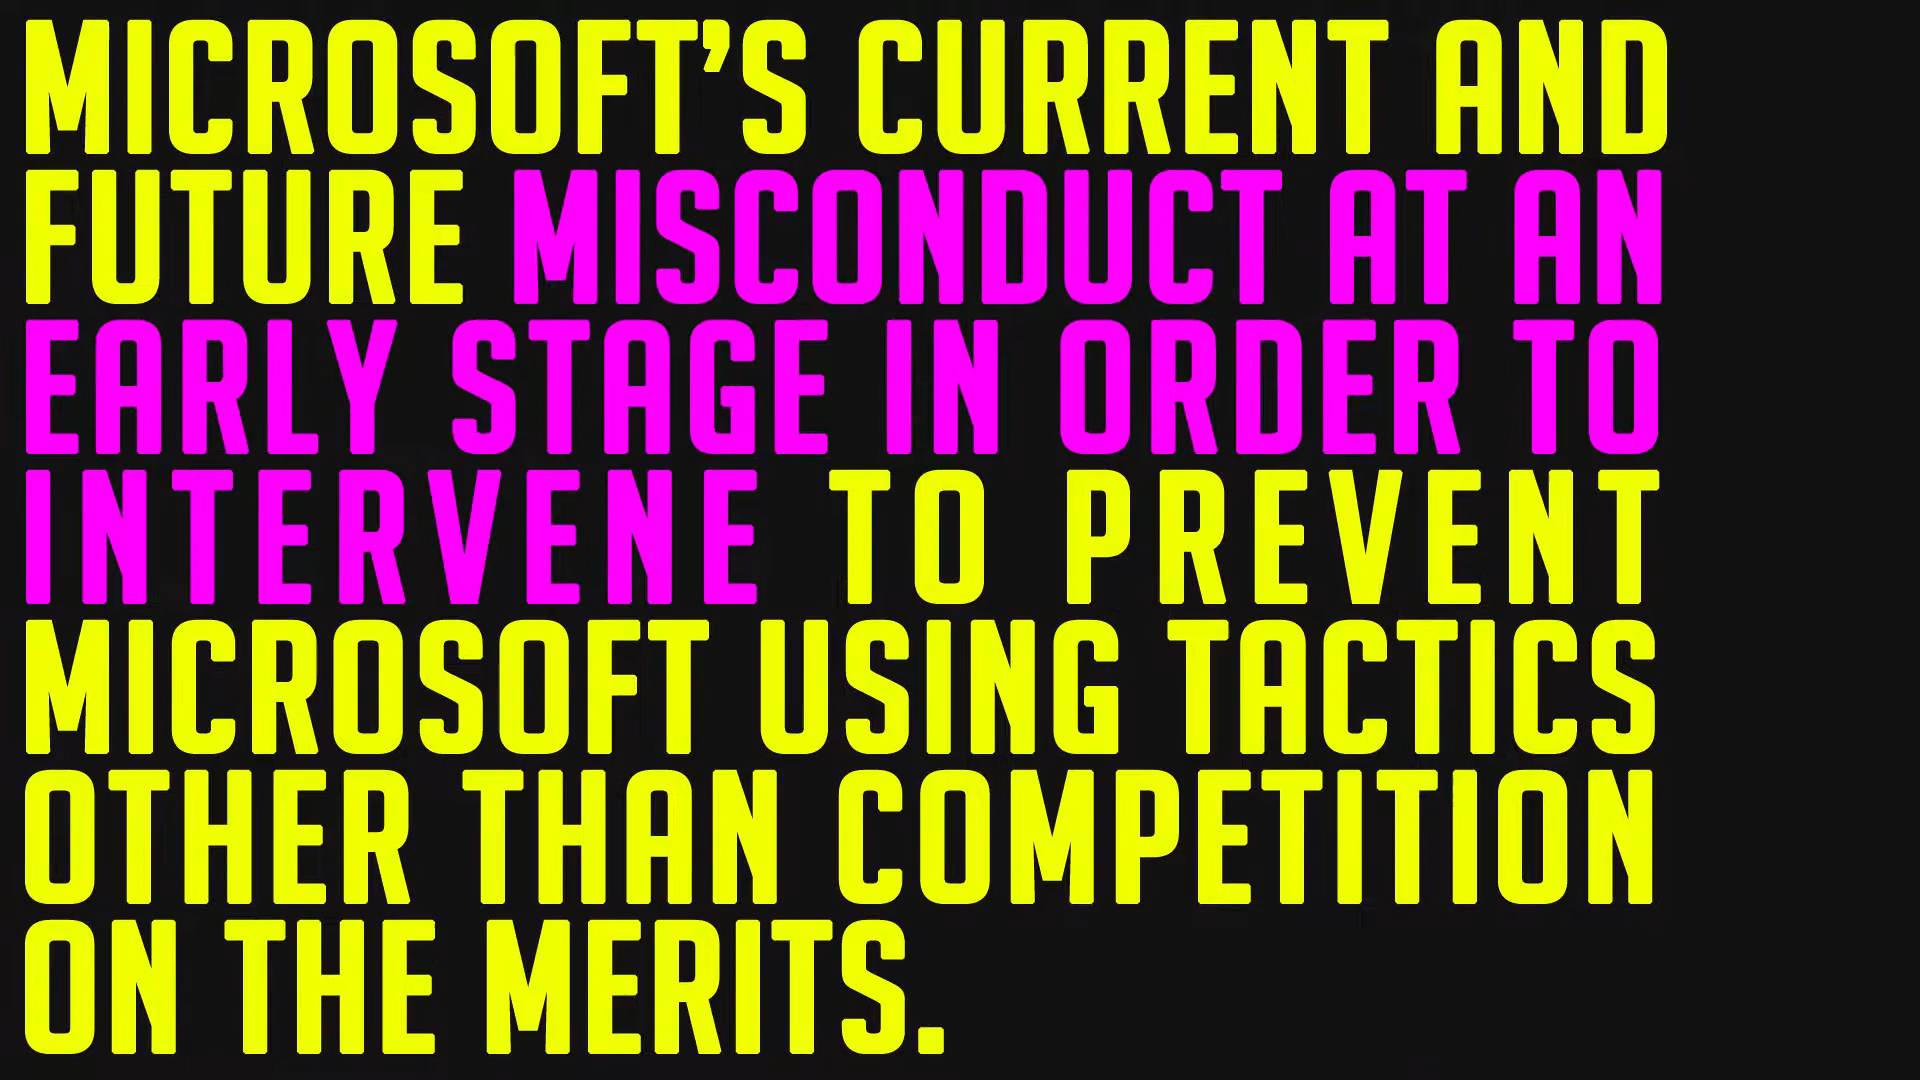 MICROSOFT’S CURRENT AND
FUTURE MISCONDUCT AT AN
EARLY STAGE IN ORDER TO
INTERVENE TO PREVENT
MICROSOFT USING TACTICS
OTHER THAN COMPETITION
ON THE MERITS.